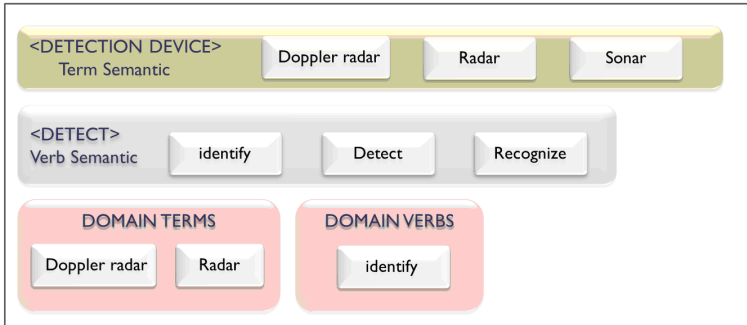 <DETECTION DEVICE>
Term Semantic
Doppler radar
Radar
Sonar
<DETECT>
Verb Semantic
identify
Detect
Recognize
DOMAIN TERMS
Doppler radar
Radar
DOMAIN VERBS
identify